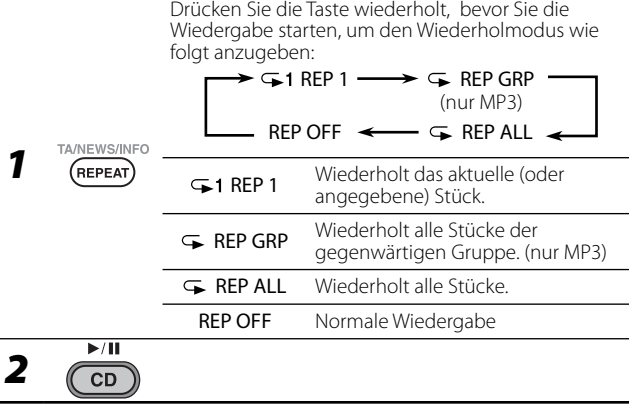 Drücken Sie die Taste wiederholt, bevor Sie die
Wiedergabe starten, um den Wiederholmodus wie
folgt anzugeben:
1 REP 1
REP GRP
(nur MP3)
REP OFF
REP ALL
1
TA/NEWS/INFO
REPEAT
1 REP 1 Wiederholt das aktuelle (oder
angegebene) Stück.
REP GRP Wiederholt alle Stücke der
gegenwärtigen Gruppe. (nur MP3)
REP ALL Wiederholt alle Stücke.
REP OFF Normale Wiedergabe
2
►/II
CD